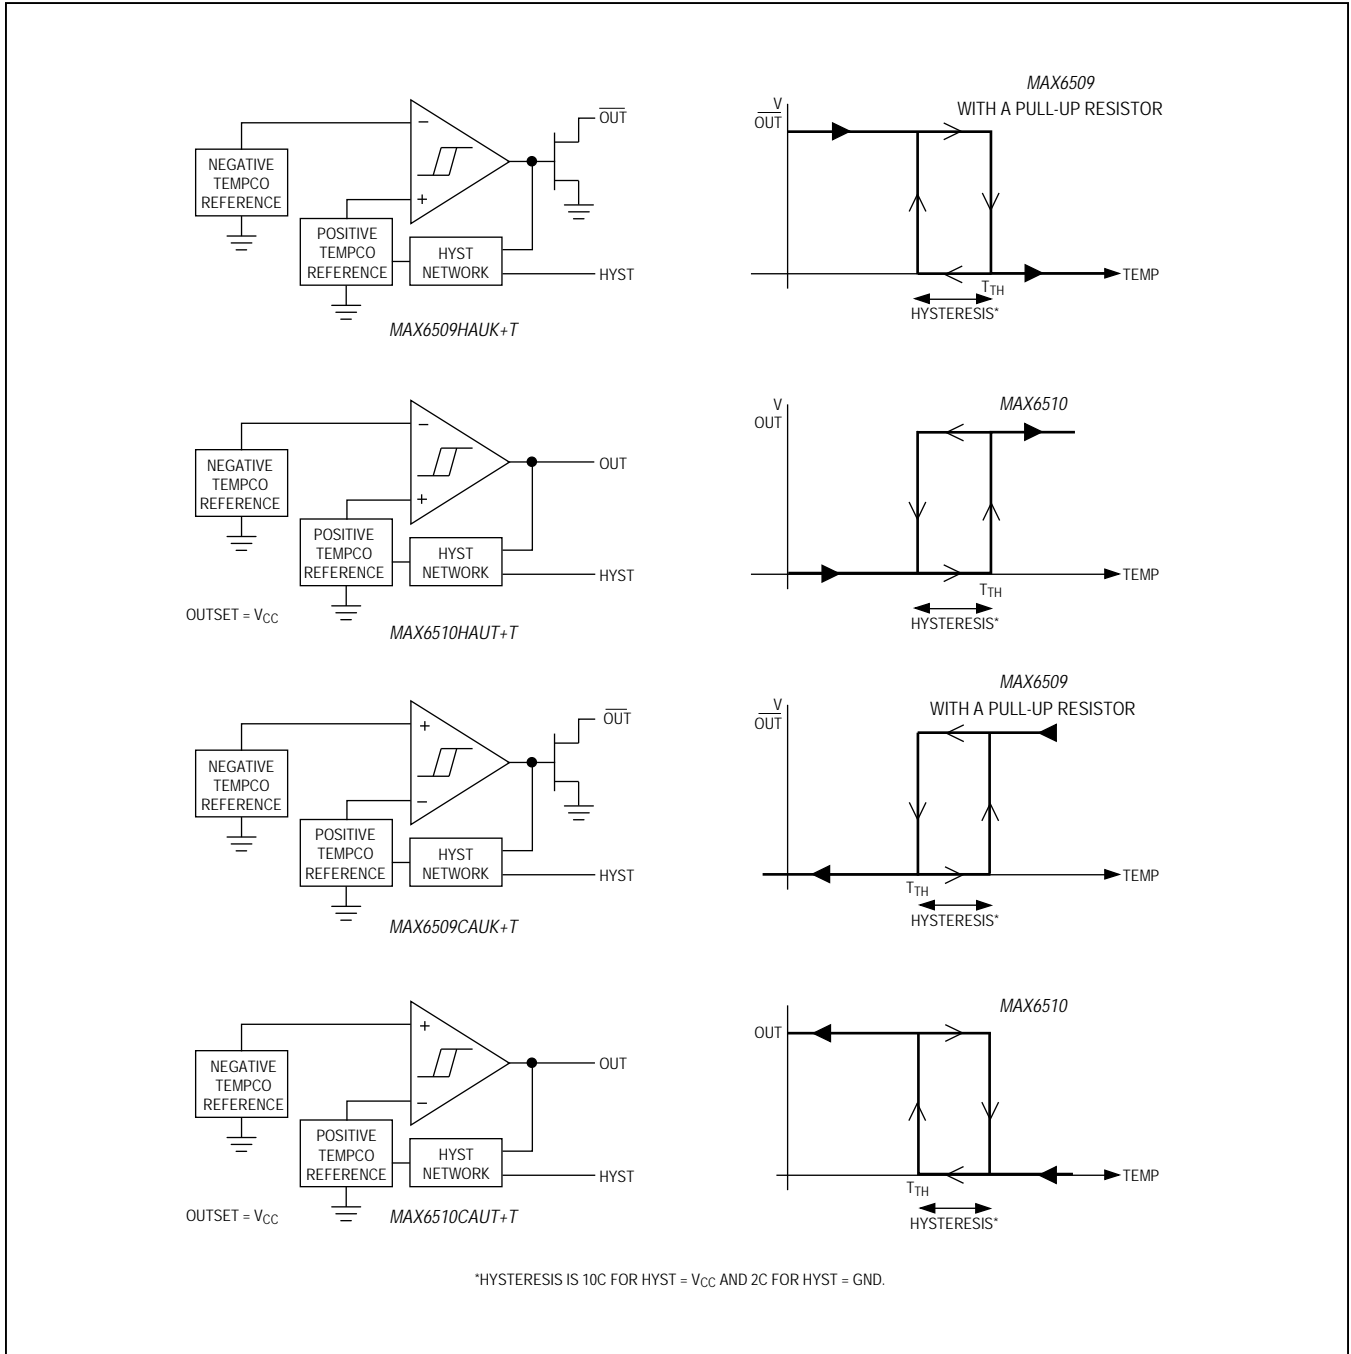 MAX6509
WITH A PULL-UP RESISTOR
−
OUT
V
OUT
NEGATIVE
TEMPCO
REFERENCE
+
POSITIVE
TEMPCO
REFERENCE
HYST
NETWORK
HYST
TEMP
TTH
HYSTERESIS*
MAX6509HAUK+T
MAX6510
−
V
OUT
NEGATIVE
TEMPCO
REFERENCE
OUT
+
POSITIVE
TEMPCO
REFERENCE
HYST
NETWORK
HYST
TEMP
TTH
OUTSET = VCC
HYSTERESIS*
MAX6510HAUT+T
MAX6509
WITH A PULL-UP RESISTOR
+
OUT
V
OUT
NEGATIVE
TEMPCO
REFERENCE
−
POSITIVE
TEMPCO
REFERENCE
HYST
NETWORK
HYST
TEMP
TTH
HYSTERESIS*
MAX6509CAUK+T
MAX6510
+
OUT
NEGATIVE
TEMPCO
REFERENCE
OUT
−
POSITIVE
TEMPCO
REFERENCE
HYST
NETWORK
HYST
TEMP
TTH
OUTSET = VCC
HYSTERESIS*
MAX6510CAUT+T
*HYSTERESIS IS 10C FOR HYST = VCC AND 2C FOR HYST = GND.